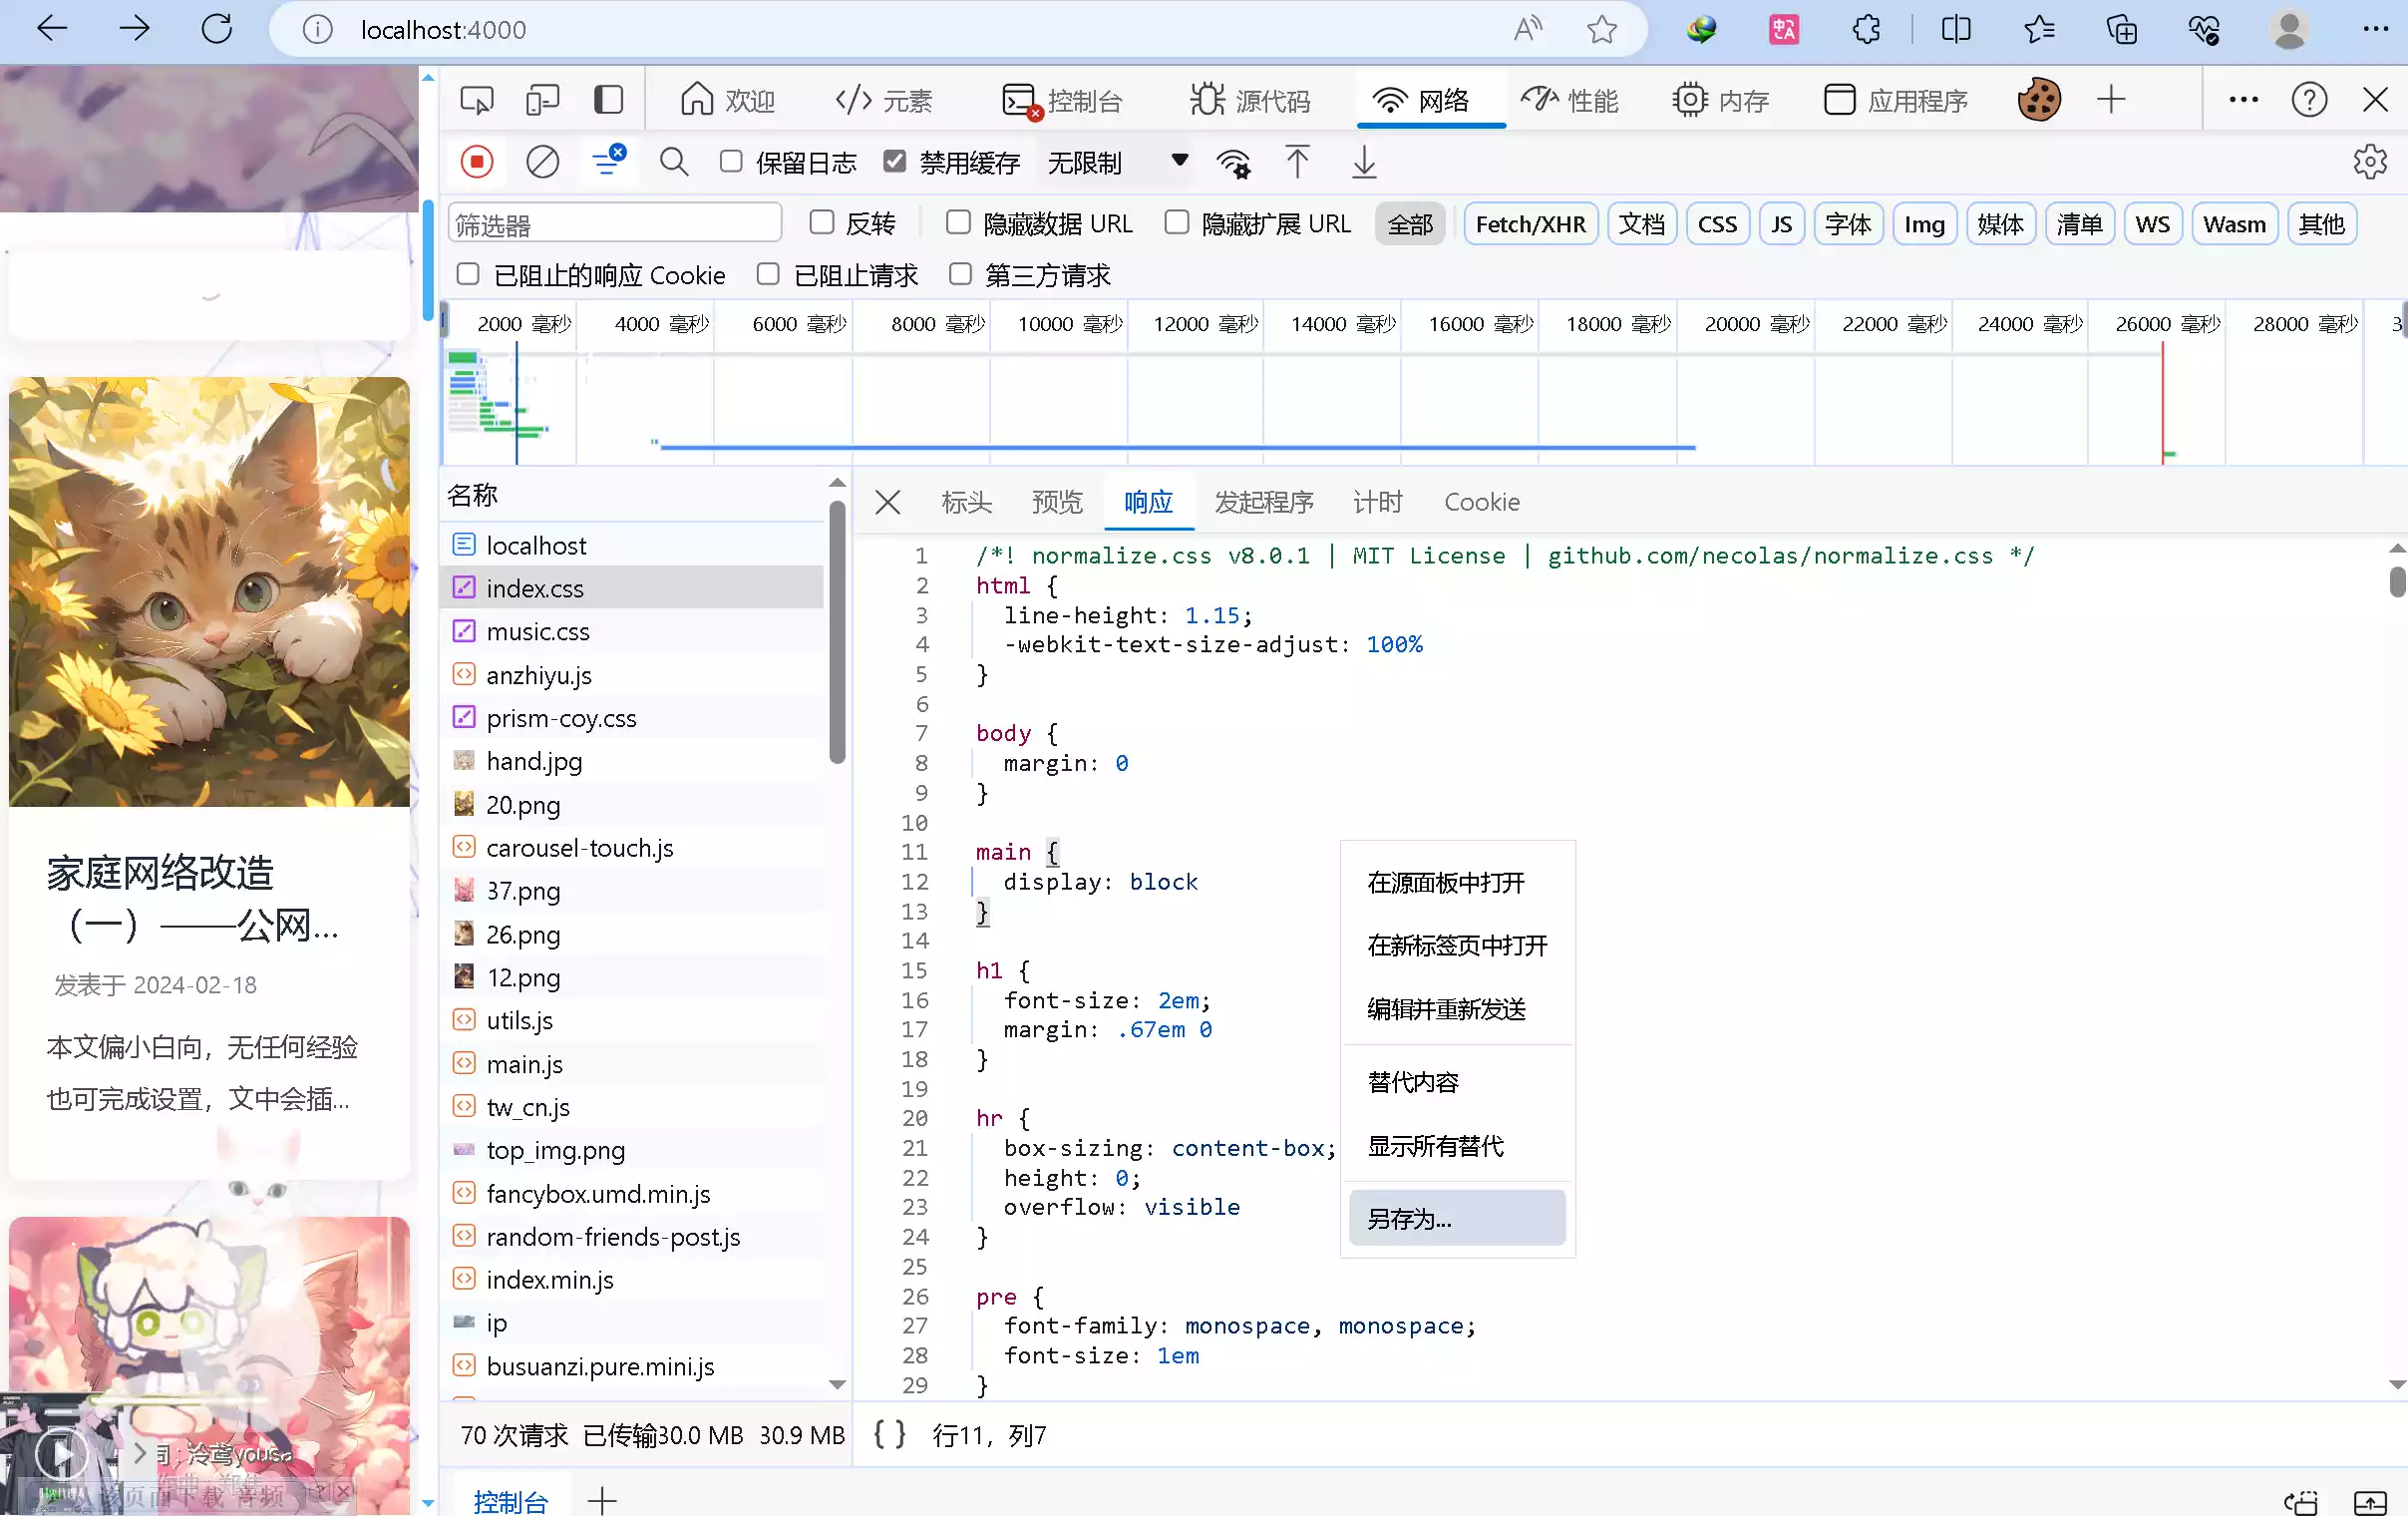 localhost:4000
欢迎 元素 控制台 源代码 网络 性能 内存 应用程序
保留日志 禁用缓存 无限制
筛选器 反转 隐藏数据 URL 隐藏扩展 URL 全部 Fetch/XHR 文档 CSS JS 字体 Img 媒体 清单 WS Wasm 其他
已阻止的响应 Cookie 已阻止请求 第三方请求
2000 毫秒 4000 毫秒 6000 毫秒 8000 毫秒 10000 毫秒 12000 毫秒 14000 毫秒 16000 毫秒 18000 毫秒 20000 毫秒 22000 毫秒 24000 毫秒 26000 毫秒 28000 毫秒 3
名称
localhost
index.css
music.css
anzhiyu.js
prism-coy.css
hand.jpg
20.png
carousel-touch.js
37.png
26.png
12.png
utils.js
main.js
tw_cn.js
top_img.png
fancybox.umd.min.js
random-friends-post.js
index.min.js
ip
busuanzi.pure.mini.js
70 次请求 已传输30.0 MB 30.9 MB
标头 预览 响应 发起程序 计时 Cookie
1 /*! normalize.css v8.0.1 | MIT License | github.com/necolas/normalize.css */
2 html {
3 line-height: 1.15;
4 -webkit-text-size-adjust: 100%
5 }
6
7 body {
8 margin: 0
9 }
10
11 main {
12 display: block
13 }
14
15 h1 {
16 font-size: 2em;
17 margin: .67em 0
18 }
19
20 hr {
21 box-sizing: content-box;
22 height: 0;
23 overflow: visible
24 }
25
26 pre {
27 font-family: monospace, monospace;
28 font-size: 1em
29 }
在源面板中打开
在新标签页中打开
编辑并重新发送
替代内容
显示所有替代
另存为...
{ } 行11，列7
控制台
家庭网络改造
（一）——公网...
发表于 2024-02-18
本文偏小白向，无任何经验
也可完成设置，文中会插...
词：泠鸢yousa
从该页面下载 音频 ?